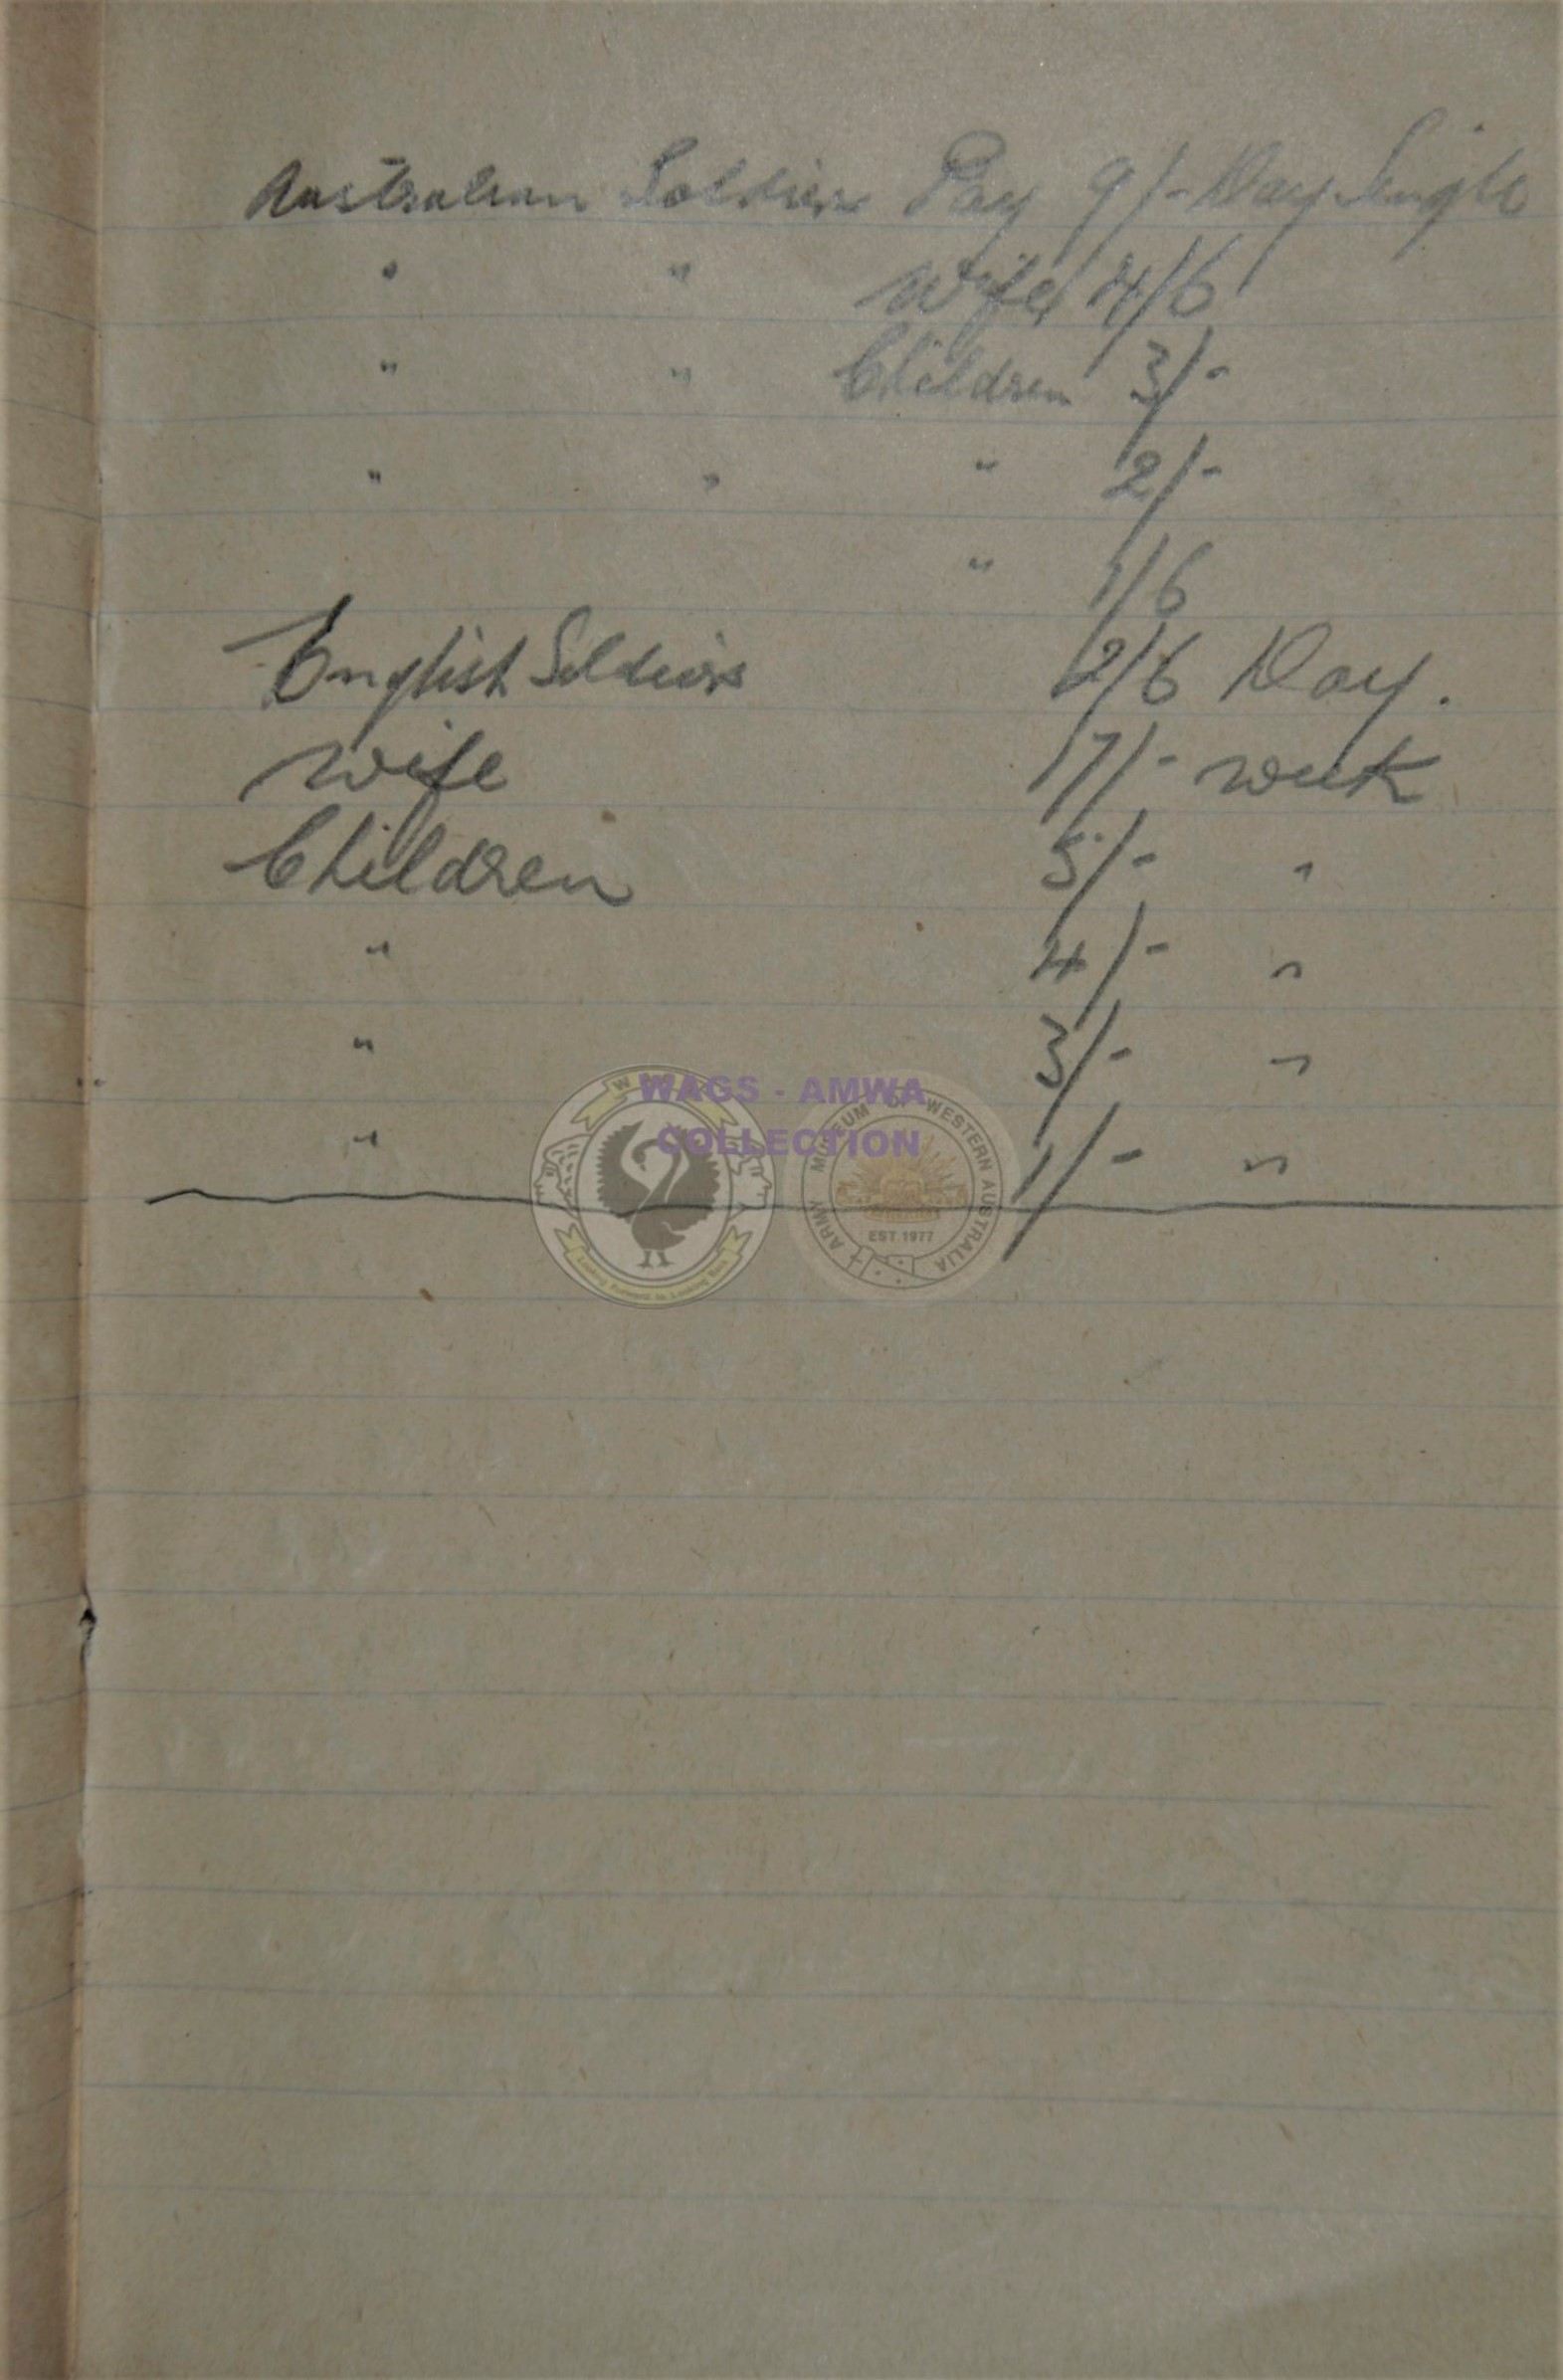 Australian Soldiers Pay 9/- Day Single
" " Wife 4/6
" " Children 3/-
" " " 2/-
" 1/6
English Soldiers 2/6 Day.
Wife 17/- week
Children 5/- "
" 4/- "
" 3/- "
" 1/- "
WAGS - AMWA
COLLECTION
ARMY MUSEUM OF WESTERN AUSTRALIA
EST 1977